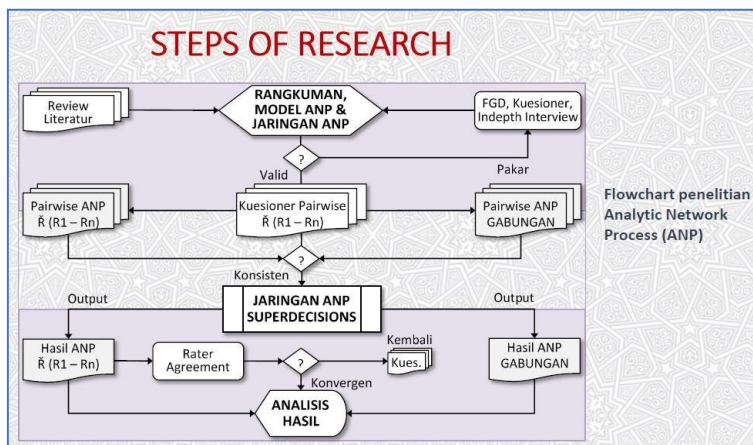 STEPS OF RESEARCH
Review
Literatur
RANGKUMAN,
MODEL ANP &
JARINGAN ANP
FGD, Kuesioner,
Indepth Interview
?
Valid
Pakar
Pairwise ANP
Ř (R1 – Rn)
Kuesioner Pairwise
Ř (R1 – Rn)
Pairwise ANP
GABUNGAN
Flowchart penelitian
Analytic Network
Process (ANP)
?
Konsisten
Output
JARINGAN ANP
SUPERDECISIONS
Output
Hasil ANP
Ř (R1 – Rn)
Rater
Agreement
?
Kembali
Kues.
Hasil ANP
GABUNGAN
Konvergen
ANALISIS
HASIL